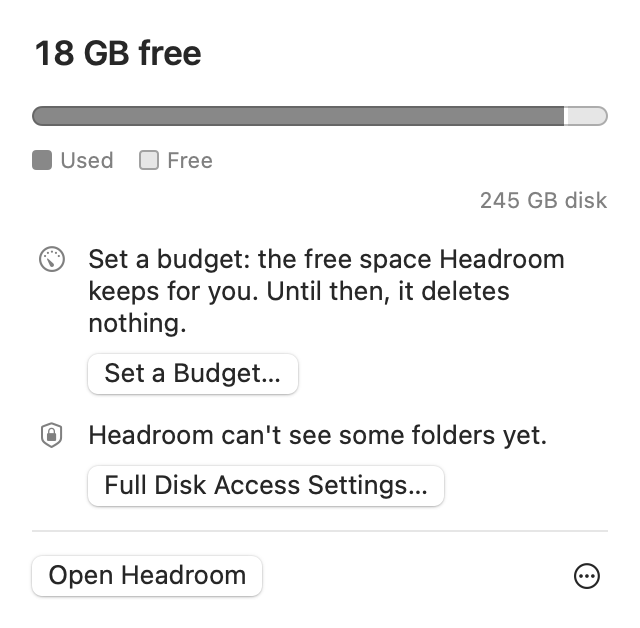 18 GB free
Used
Free
245 GB disk
Set a budget: the free space Headroom
keeps for you. Until then, it deletes
nothing.
Set a Budget...
Headroom can't see some folders yet.
Full Disk Access Settings...
Open Headroom